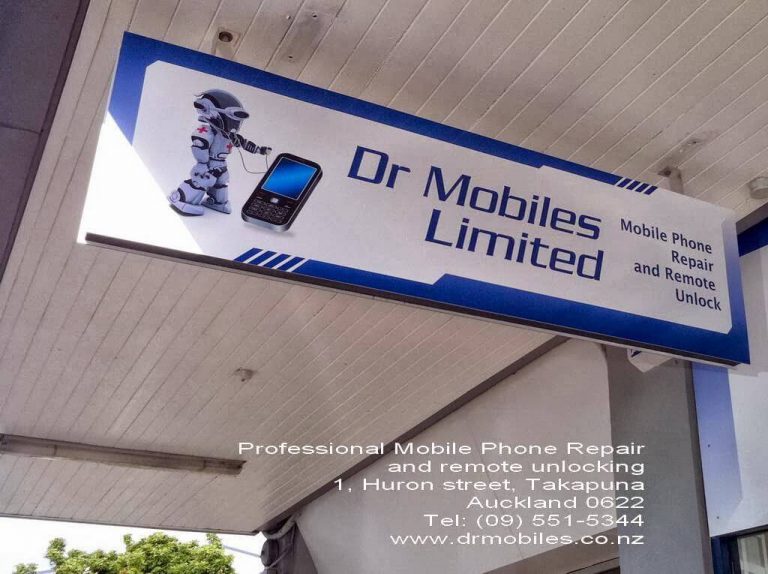 Dr Mobiles
Limited
Mobile Phone
Repair
and Remote
Unlock
Professional Mobile Phone Repair
and remote unlocking
1, Huron street, Takapuna
Auckland 0622
Tel: (09) 551-5344
www.drmobiles.co.nz